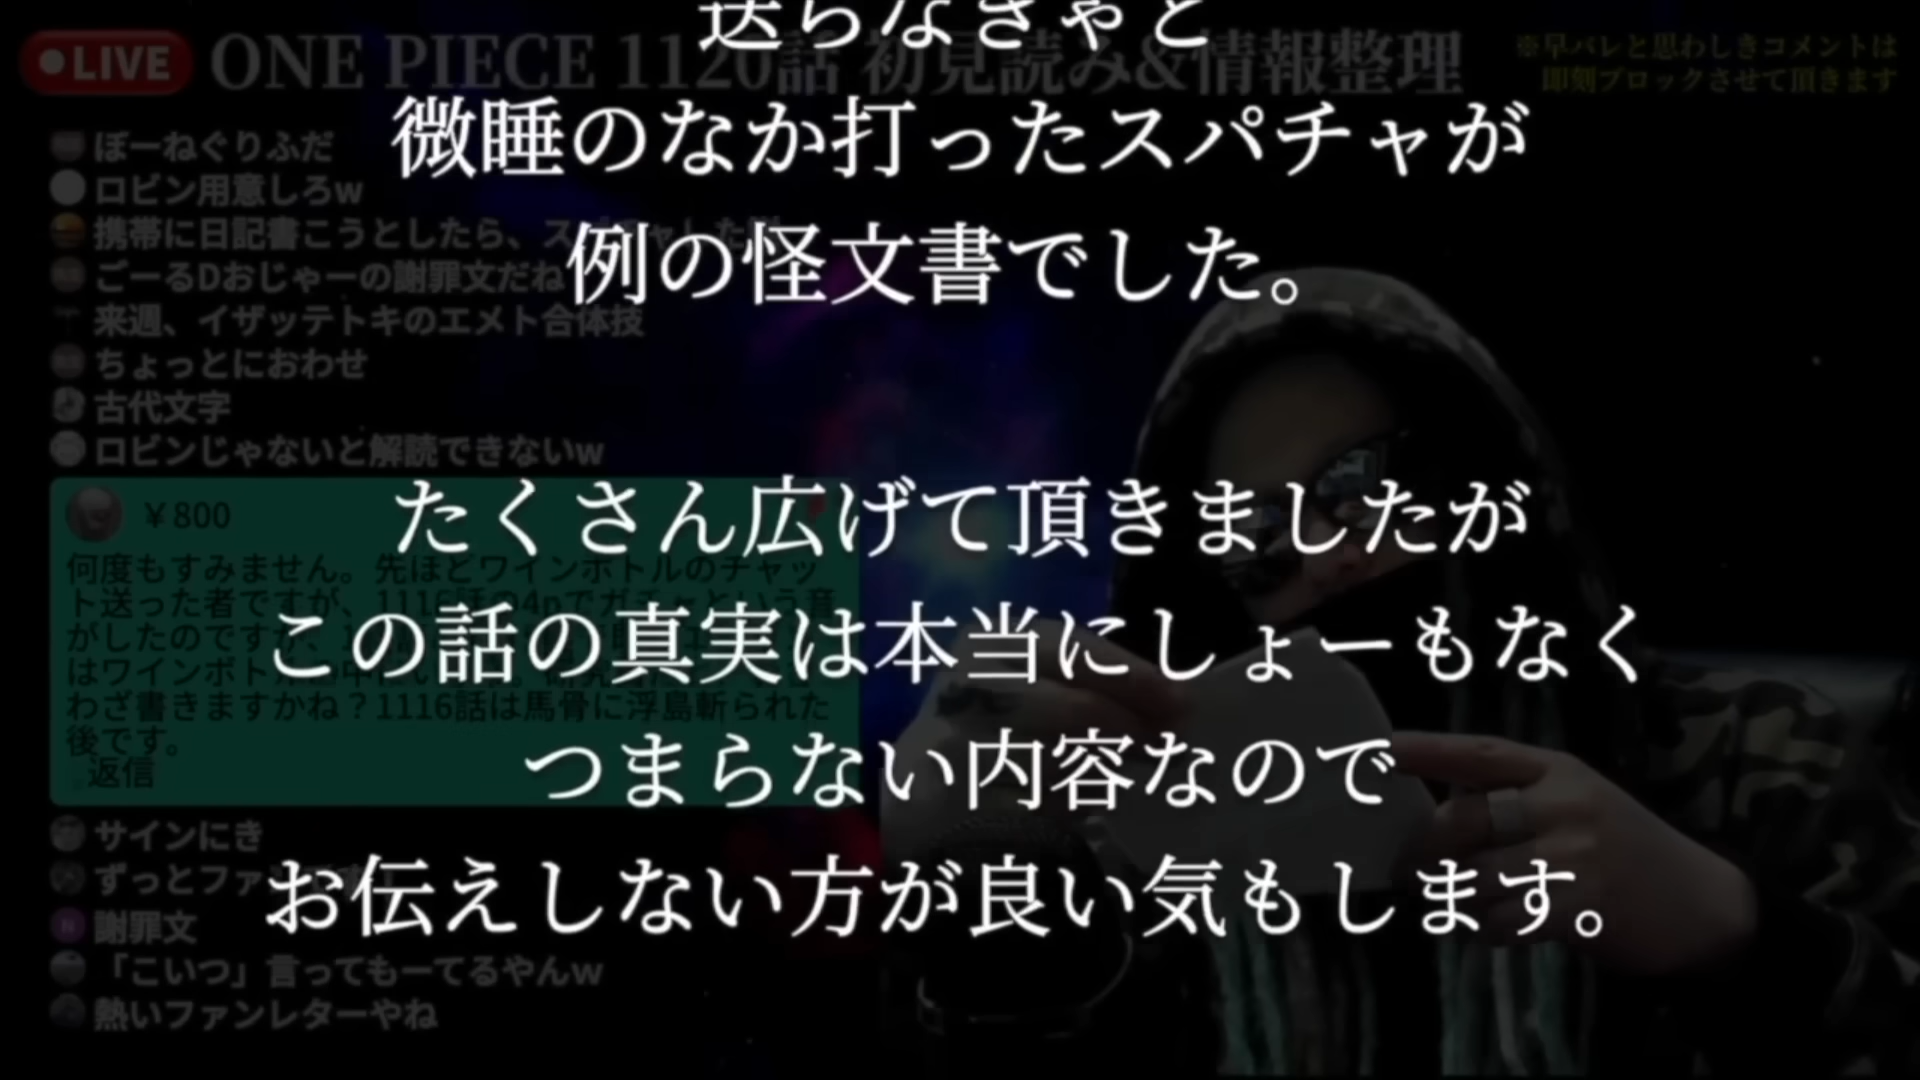 送らなきゃと
LIVE
ONE PIECE 1120話 初見読み&情報整理
※早バレと思わしきコメントは
即刻ブロックさせて頂きます
微睡のなか打ったスパチャが
例の怪文書でした。
たくさん広げて頂きましたが
この話の真実は本当にしょーもなく
つまらない内容なので
お伝えしない方が良い気もします。
ぼーねぐりふだ
ロビン用意しろw
携帯に日記書こうとしたら、
ごーるDおじゃーの謝罪文だね
来週、イザッテトキのエメト合体技
ちょっとにおわせ
古代文字
ロビンじゃないと解読できないw
¥800
何度もすみません。先ほどワインボトルのチャッ
ト送った者ですが、1116話の4pでガチャという音
がしたのですが、
はワインボトル
わざ書きますかね？1116話は馬骨に浮島斬られた
後です。
返信
サインにき
ずっとファ
謝罪文
「こいつ」言ってもーてるやんw
熱いファンレターやね